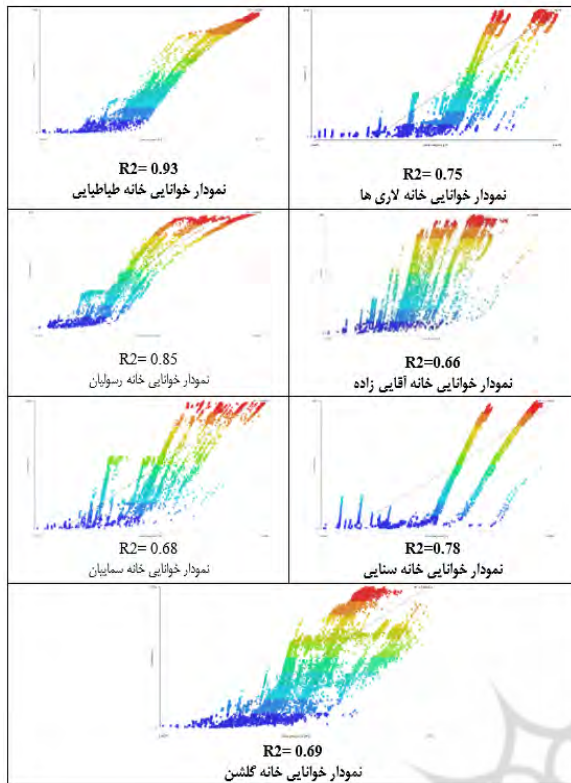 R2= 0.93
نمودار خوانایی خانه طباطبایی
R2= 0.75
نمودار خوانایی خانه لاری ها
R2= 0.85
نمودار خوانایی خانه رسولیان
R2=0.66
نمودار خوانایی خانه آقایی زاده
R2= 0.68
نمودار خوانایی خانه سماییان
R2=0.78
نمودار خوانایی خانه سنایی
R2= 0.69
نمودار خوانایی خانه گلشن